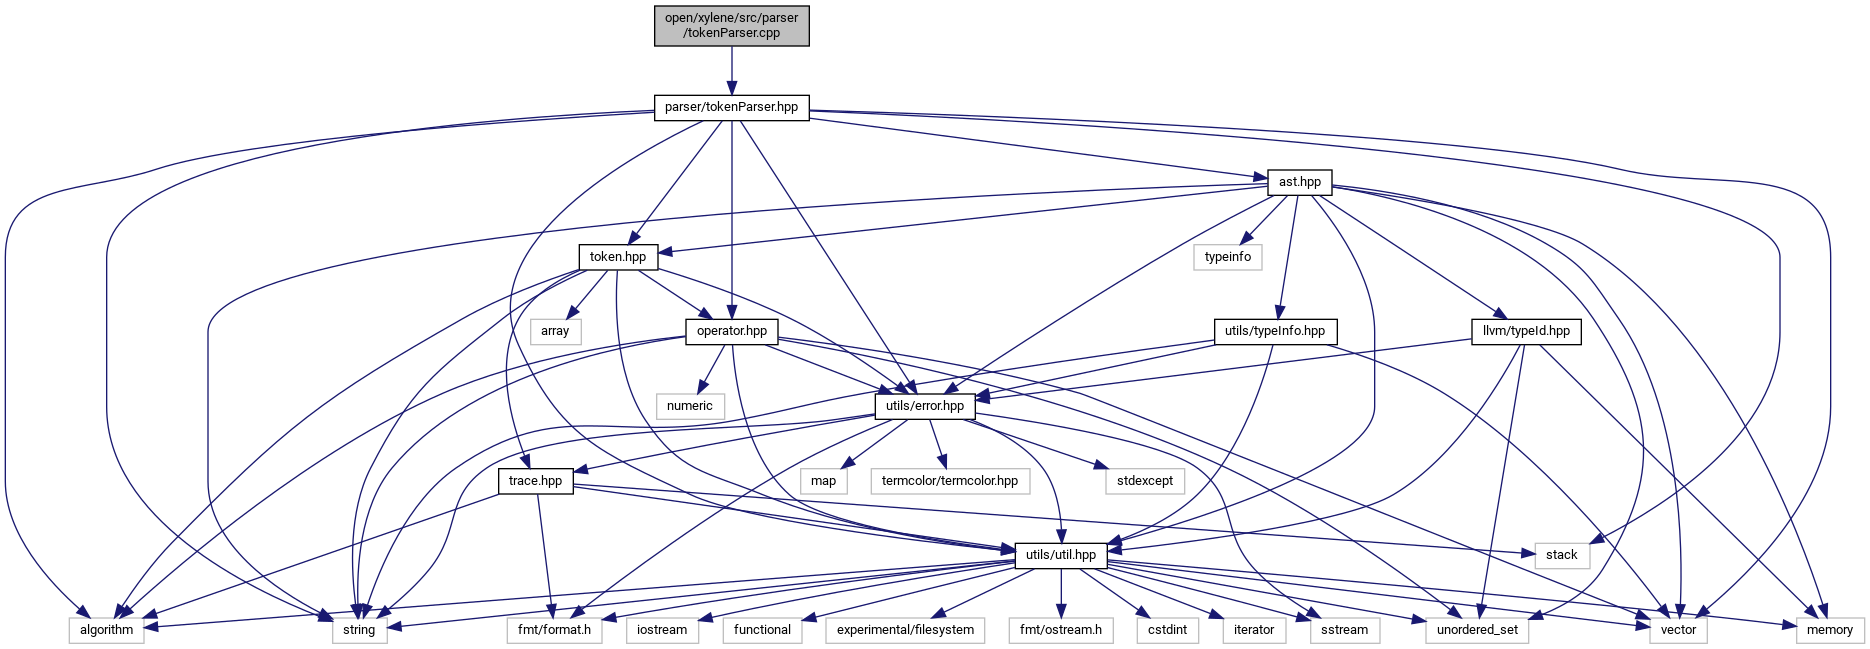 open/xylene/src/parser
/tokenParser.cpp
parser/tokenParser.hpp
ast.hpp
token.hpp
typeinfo
array
operator.hpp
utils/typeInfo.hpp
llvm/typeId.hpp
numeric
utils/error.hpp
trace.hpp
map
termcolor/termcolor.hpp
stdexcept
utils/util.hpp
stack
algorithm
string
fmt/format.h
iostream
functional
experimental/filesystem
fmt/ostream.h
cstdint
iterator
sstream
unordered_set
vector
memory